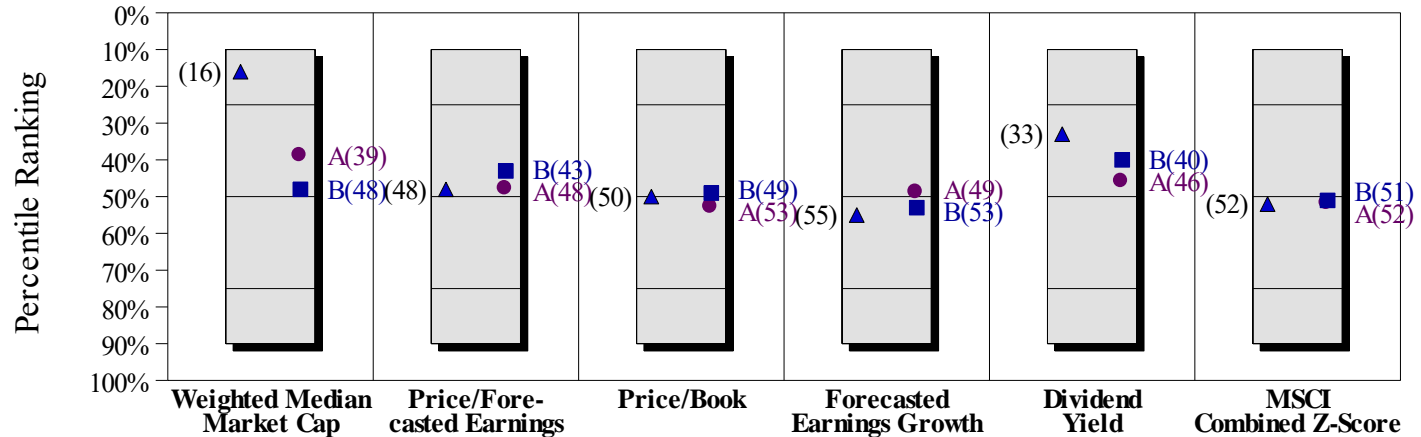 Percentile Ranking
0%
10%
20%
30%
40%
50%
60%
70%
80%
90%
100%
(16)
A(39)
B(48)
(48)
B(43)
A(48)
(50)
B(49)
A(53)
(55)
A(49)
B(53)
(33)
B(40)
A(46)
(52)
B(51)
A(52)
Weighted Median
Market Cap
Price/Fore-
casted Earnings
Price/Book
Forecasted
Earnings Growth
Dividend
Yield
MSCI
Combined Z-Score